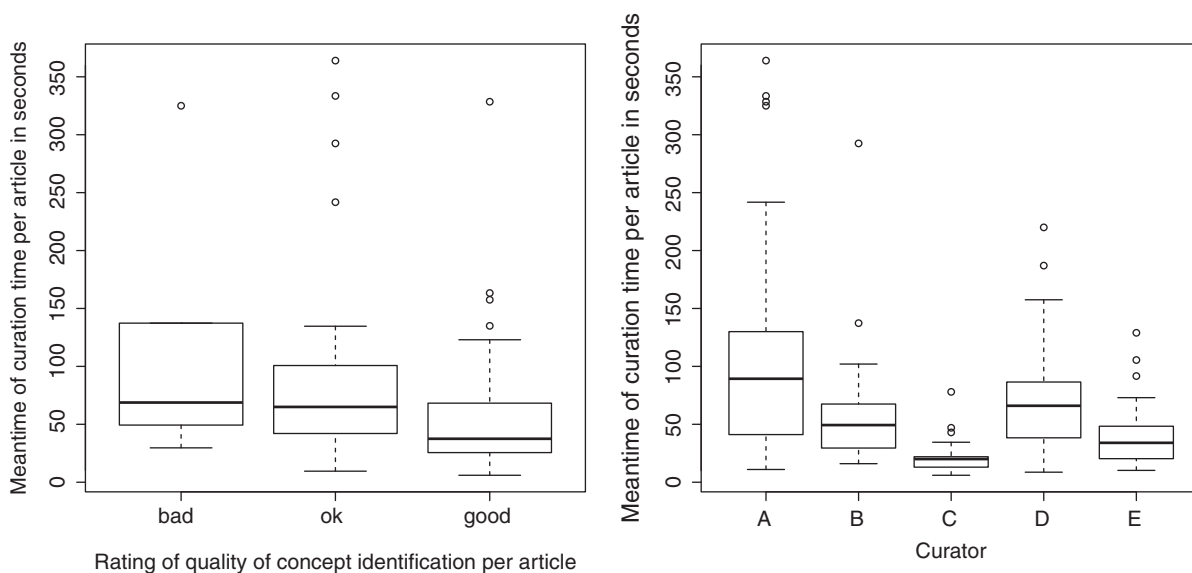 Meantime of curation time per article in seconds
350
300
250
200
150
100
50
0
bad ok good
Rating of quality of concept identification per article
Meantime of curation time per article in seconds
350
300
250
200
150
100
50
0
A B C D E
Curator